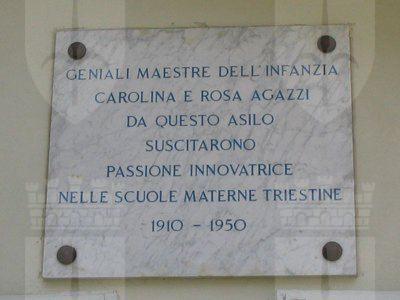 GENIALI MAESTRE DELL'INFANZIA
CAROLINA E ROSA AGAZZI
DA QUESTO ASILO
SUSCITARONO
PASSIONE INNOVATRICE
NELLE SCUOLE MATERNE TRIESTINE
1910 - 1950